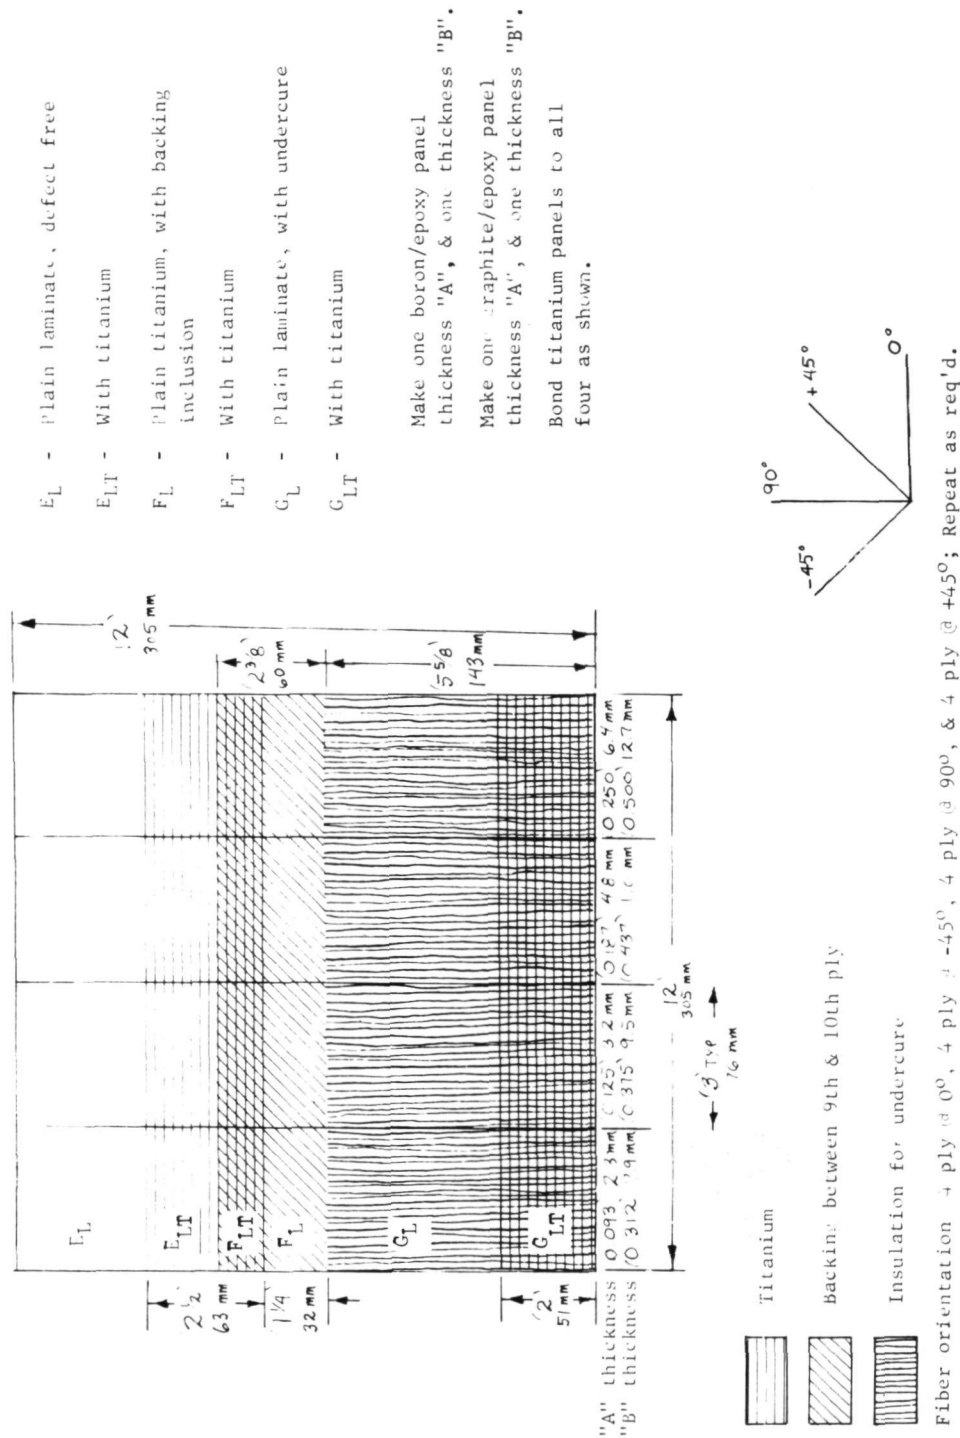 E_L - Plain laminate, defect free
E_LT - With titanium
F_L - Plain titanium, with backing
inclusion
F_LT - With titanium
G_L - Plain laminate, with undercure
G_LT - With titanium
Make one boron/epoxy panel
thickness "A", & one thickness "B".
Make one graphite/epoxy panel
thickness "A", & one thickness "B".
Bond titanium panels to all
four as shown.
12
305 mm
2 3/8
60 mm
5 5/8
143 mm
E_L
E_LT
F_LT
F_L
G_L
G_LT
2 1/2
63 mm
1 1/4
32 mm
2
51 mm
"A" thickness 0 093 2 3mm 0 125 3 2 mm 0 187 4 8 mm 0 250 6.4 mm
"B" thickness 0 312 7 9 mm 0 375 9 5 mm 0 437 mm 0.500 12.7 mm
3 TYP
76 mm
12
305 mm
Titanium
Backing between 9th & 10th ply
Insulation for undercure
90°
+45°
-45°
0°
Fiber orientation 4 ply @ 0°, 4 ply @ -45°, 4 ply @ 90°, & 4 ply @ +45°; Repeat as req'd.